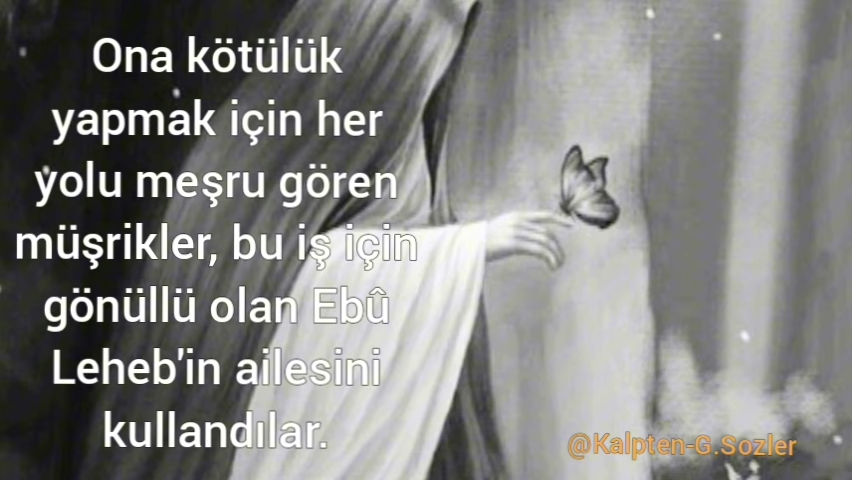 Ona kötülük
yapmak için her
yolu meşru gören
müşrikler, bu iş için
gönüllü olan Ebû
Leheb'in ailesini
kullandılar.
@Kalpten-G.Sozler